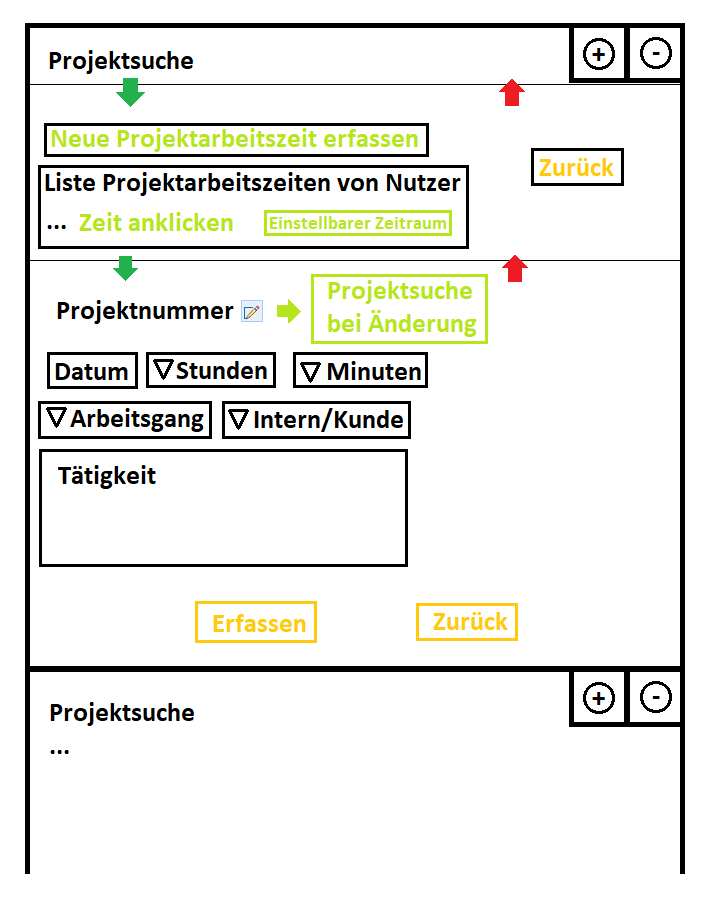 Projektsuche
+ -
Neue Projektarbeitszeit erfassen
Zurück
Liste Projektarbeitszeiten von Nutzer
... Zeit anklicken Einstellbarer Zeitraum
Projektnummer
Projektsuche
bei Änderung
Datum Stunden Minuten
Arbeitsgang Intern/Kunde
Tätigkeit
Erfassen Zurück
Projektsuche
+ -
...